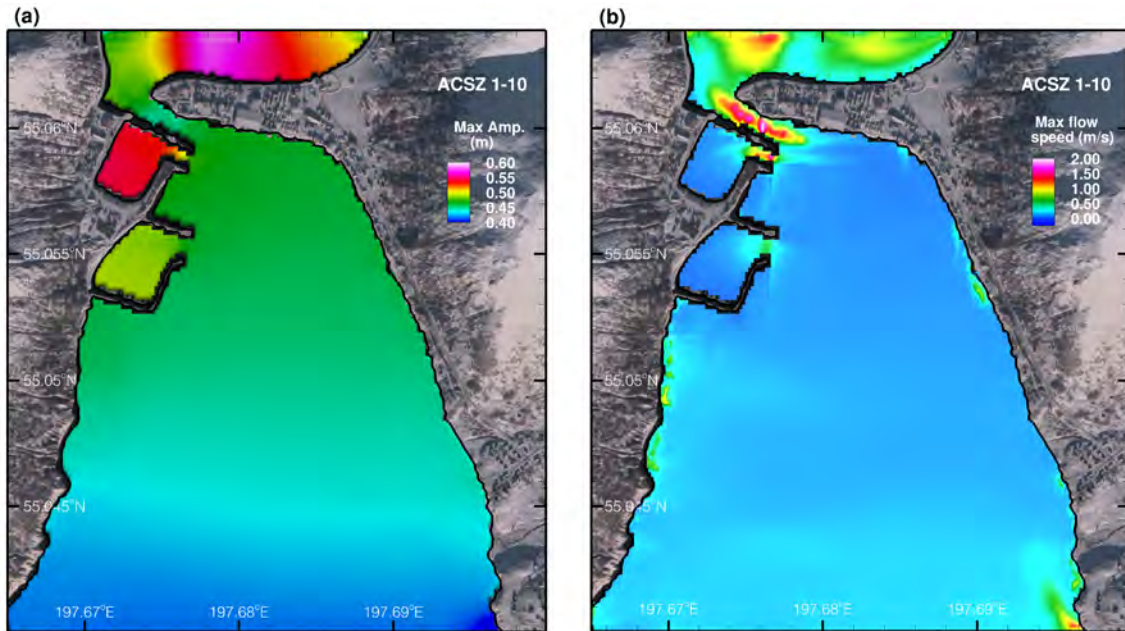 (a)
ACSZ 1-10
Max Amp.
(m)
0.60
0.55
0.50
0.45
0.40
55.06°N
55.055°N
55.05°N
55.045°N
197.67°E
197.68°E
197.69°E
(b)
ACSZ 1-10
Max flow
speed (m/s)
2.00
1.50
1.00
0.50
0.00
55.06°N
55.055°N
55.05°N
55.045°N
197.67°E
197.68°E
197.69°E